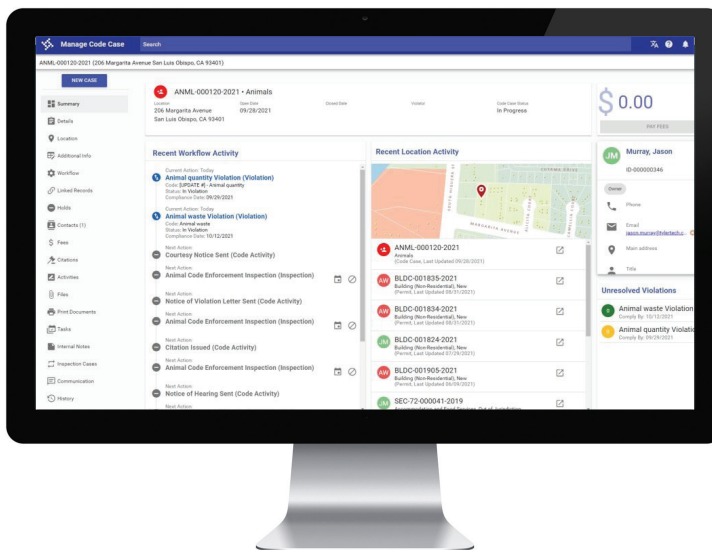 Manage Code Case
Search
ANML-000120-2021 (206 Margarita Avenue San Luis Obispo, CA 93401)
NEW CASE
Summary
Details
Location
Additional Info
Workflow
Linked Records
Holds
Contacts (1)
Fees
Citations
Activities
Files
Print Documents
Tasks
Internal Notes
Inspection Cases
Communication
History
ANML-000120-2021 • Animals
Location
206 Margarita Avenue
San Luis Obispo, CA 93401
Open Date
09/28/2021
Closed Date
Code Case Status
In Progress
$ 0.00
PAY FEES
Recent Workflow Activity
Current Action: Today
Animal quantity Violation (Violation)
Code: [UPDATE #] - Animal quantity
Status: In Violation
Compliance Date: 09/29/2021
Current Action: Today
Animal waste Violation (Violation)
Code: Animal waste
Status: In Violation
Compliance Date: 10/12/2021
Next Action:
Courtesy Notice Sent (Code Activity)
Next Action:
Animal Code Enforcement Inspection (Inspection)
Next Action:
Notice of Violation Letter Sent (Code Activity)
Next Action:
Animal Code Enforcement Inspection (Inspection)
Next Action:
Citation Issued (Code Activity)
Next Action:
Animal Code Enforcement Inspection (Inspection)
Next Action:
Notice of Hearing Sent (Code Activity)
Next Action:
Recent Location Activity
MARGARITA AVENUE
ANML-000120-2021
Animals
(Code Case, Last Updated 09/28/2021)
AW
BLDC-001835-2021
Building (Non-Residential), New
(Permit, Last Updated 08/31/2021)
AW
BLDC-001834-2021
Building (Non-Residential), New
(Permit, Last Updated 08/31/2021)
JM
BLDC-001824-2021
Building (Non-Residential), New
(Permit, Last Updated 07/29/2021)
AW
BLDC-001905-2021
Building (Non-Residential), New
(Permit, Last Updated 06/09/2021)
JM
SEC-72-000041-2019
JM
Murray, Jason
ID-000000346
Owner
Phone
Email
Main address
Title
Unresolved Violations
Animal waste Violation
Comply By: 10/12/2021
Animal quantity Violatio
Comply By: 09/29/2021